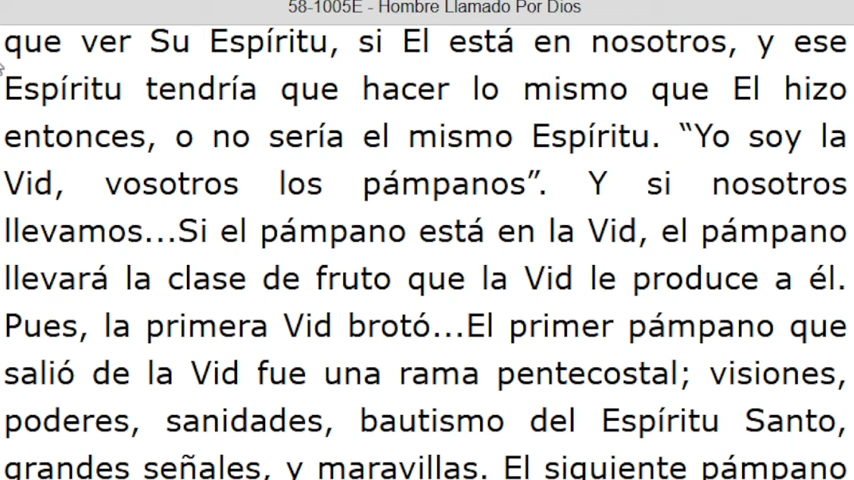 58-1005E - Hombre Llamado Por Dios
que ver Su Espíritu, si El está en nosotros, y ese
Espíritu tendría que hacer lo mismo que El hizo
entonces, o no sería el mismo Espíritu. “Yo soy la
Vid, vosotros los pámpanos”. Y si nosotros
llevamos...Si el pámpano está en la Vid, el pámpano
llevará la clase de fruto que la Vid le produce a él.
Pues, la primera Vid brotó...El primer pámpano que
salió de la Vid fue una rama pentecostal; visiones,
poderes, sanidades, bautismo del Espíritu Santo,
grandes señales, y maravillas. El siguiente pámpano